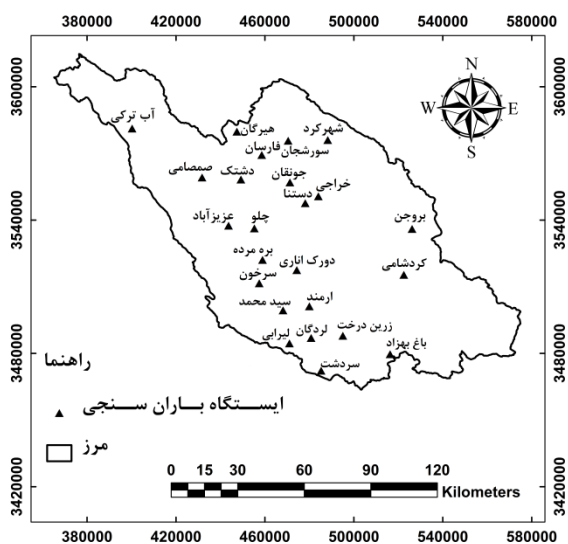 380000 420000 460000 500000 540000 580000
3600000 3600000
3540000 3540000
3480000 3480000
3420000 3420000
N
W E
S
آب ترکی
هیرگان
شهرکرد
سورشجان
فارسان
صمصامی
دشتک
جونقان
خراجی
دستنا
عزیزآباد
چلو
بروجن
بره مرده
دورک اناری
کردشامی
سرخون
ارمند
سید محمد
زرین درخت
لردگان
لیرابی
باغ بهزاد
سردشت
راهنما
ایستگاه باران سنجی
مرز
0 15 30 60 90 120
Kilometers
380000 420000 460000 500000 540000 580000